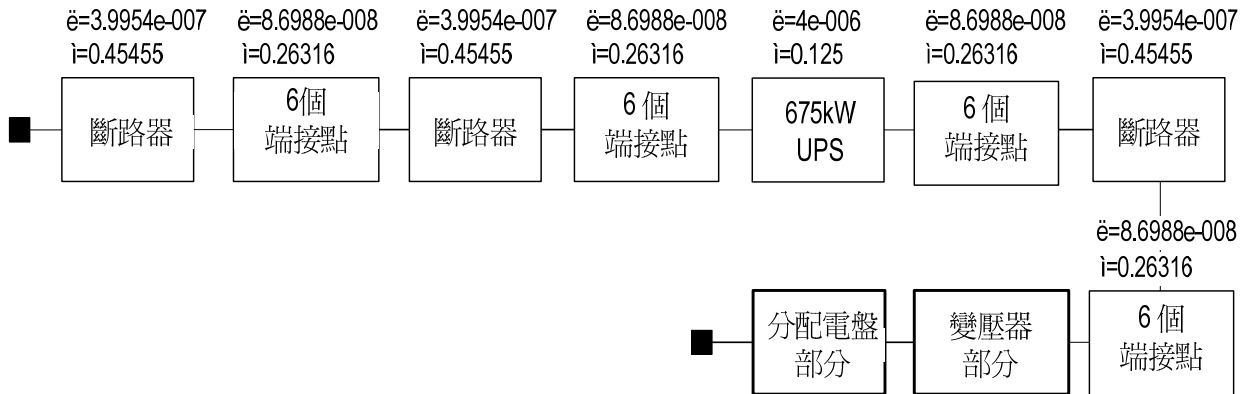 ë=3.9954e-007
ì=0.45455
斷路器
ë=8.6988e-008
ì=0.26316
6個
端接點
ë=3.9954e-007
ì=0.45455
斷路器
ë=8.6988e-008
ì=0.26316
6 個
端接點
ë=4e-006
ì=0.125
675kW
UPS
ë=8.6988e-008
ì=0.26316
6 個
端接點
ë=3.9954e-007
ì=0.45455
斷路器
ë=8.6988e-008
ì=0.26316
6 個
端接點
變壓器
部分
分配電盤
部分